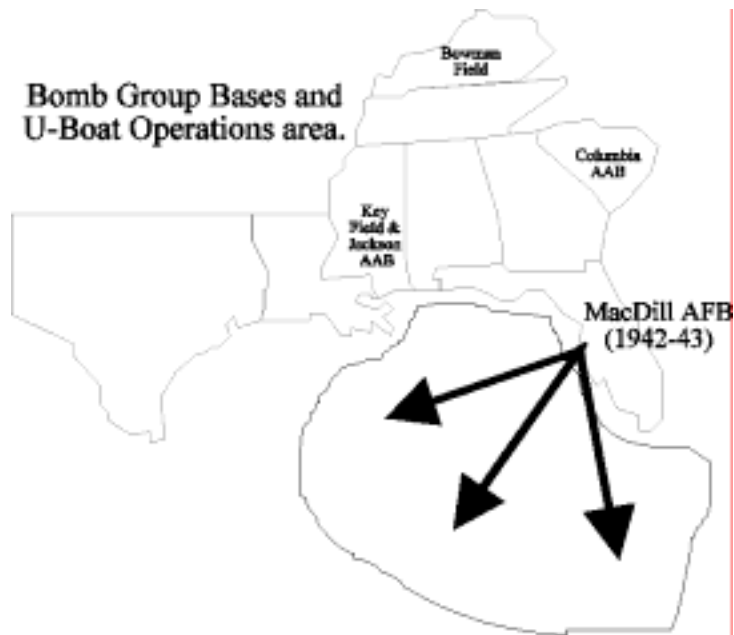 Bowman
Field
Bomb Group Bases and
U-Boat Operations area.
Columbia
AAB
Key
Field &
Jackson
AAB
MacDill AFB
(1942-43)